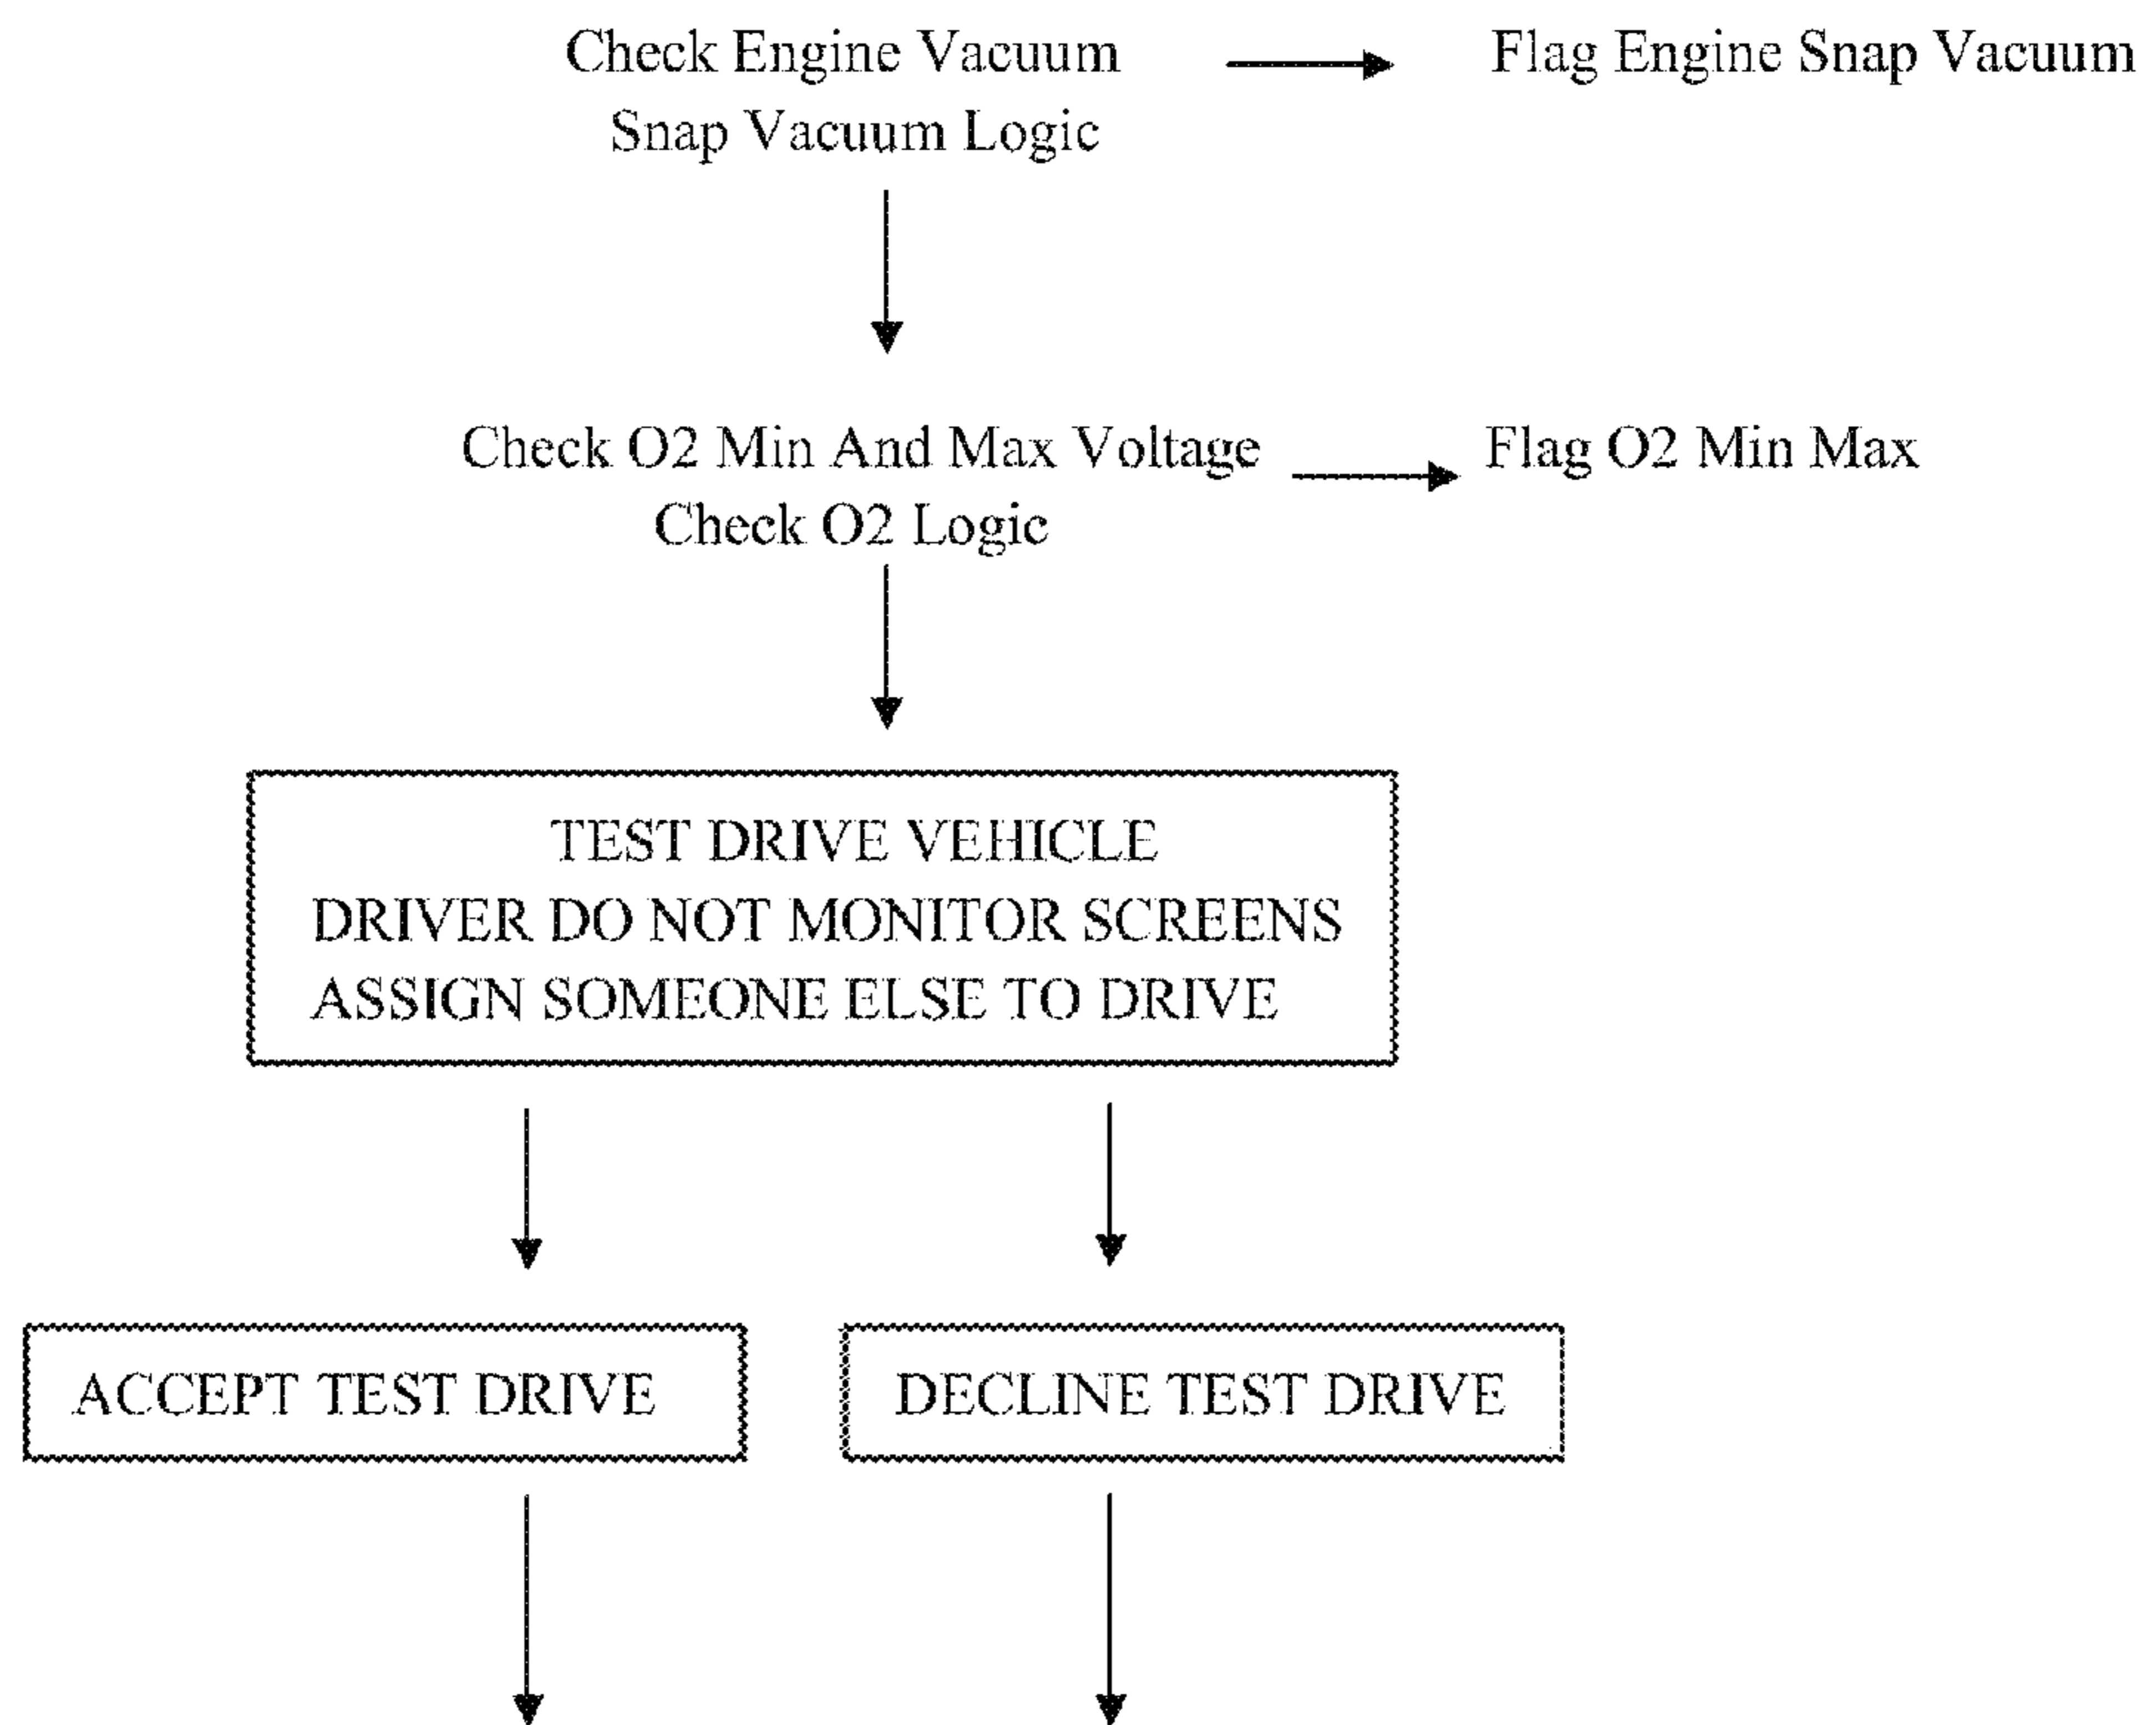 Check Engine Vacuum
Flag Engine Snap Vacuum
Snap Vacuum Logic
Check O2 Min And Max Voltage
Flag O2 Min Max
Check O2 Logic
TEST DRIVE VEHICLE
DRIVER DO NOT MONITOR SCREENS
ASSIGN SOMEONE ELSE TO DRIVE
ACCEPT TEST DRIVE
DECLINE TEST DRIVE